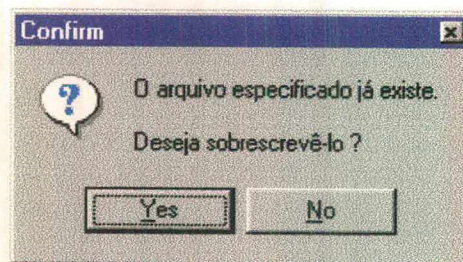 Confirm
?
O arquivo especificado já existe.
Deseja sobrescrevê-lo ?
Yes
No